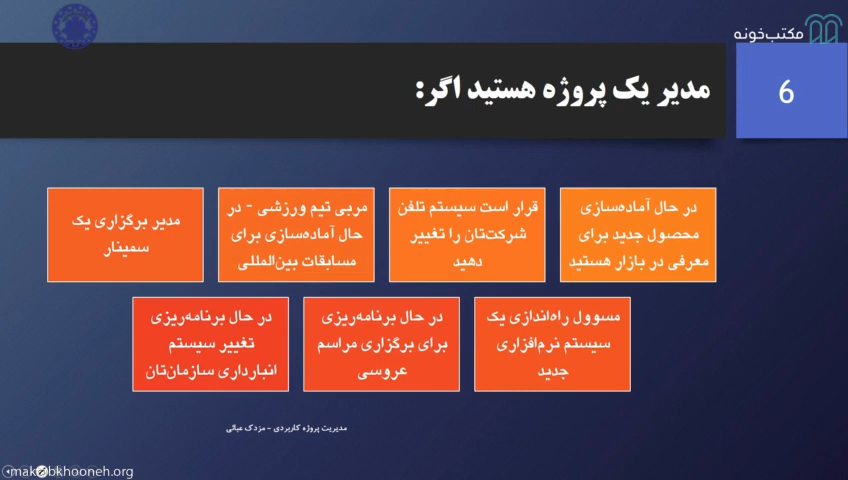 مکتب‌خونه
مدیر یک پروژه هستید اگر:
6
در حال آماده‌سازی
محصول جدید برای
معرفی در بازار هستید
قرار است سیستم تلفن
شرکت‌تان را تغییر
دهید
مربی تیم ورزشی - در
حال آماده‌سازی برای
مسابقات بین‌المللی
مدیر برگزاری یک
سمینار
مسوول راه‌اندازی یک
سیستم نرم‌افزاری
جدید
در حال برنامه‌ریزی
برای برگزاری مراسم
عروسی
در حال برنامه‌ریزی
تغییر سیستم
انبارداری سازمان‌تان
مدیریت پروژه کاربردی - مزدک عبائی
maktabkhooneh.org